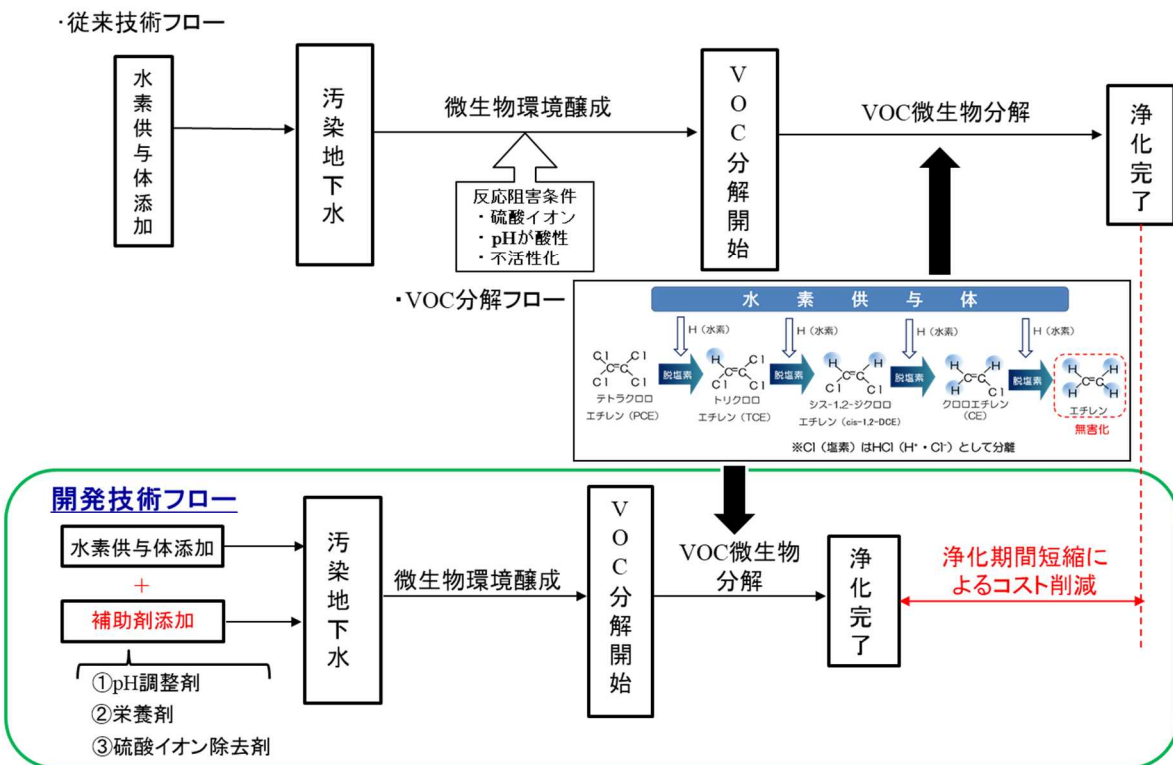 ・従来技術フロー
水素供与体添加
汚染地下水
微生物環境醸成
反応阻害条件
・硫酸イオン
・pHが酸性
・不活性化
VOC分解開始
VOC微生物分解
浄化完了
・VOC分解フロー
水素供与体
H（水素）
H（水素）
H（水素）
H（水素）
Cl Cl
C=C
Cl Cl
脱塩素
H Cl
C=C
Cl Cl
脱塩素
H H
C=C
Cl Cl
脱塩素
H H
C=C
H Cl
脱塩素
H H
C=C
H H
テトラクロロ
エチレン（PCE）
トリクロロ
エチレン（TCE）
シス-1,2-ジクロロ
エチレン（cis-1,2-DCE）
クロロエチレン
(CE)
エチレン
無害化
※Cl（塩素）はHCl（H⁺・Cl⁻）として分離
開発技術フロー
水素供与体添加
＋
補助剤添加
①pH調整剤
②栄養剤
③硫酸イオン除去剤
汚染地下水
微生物環境醸成
VOC分解開始
VOC微生物
分解
浄化完了
浄化期間短縮に
よるコスト削減